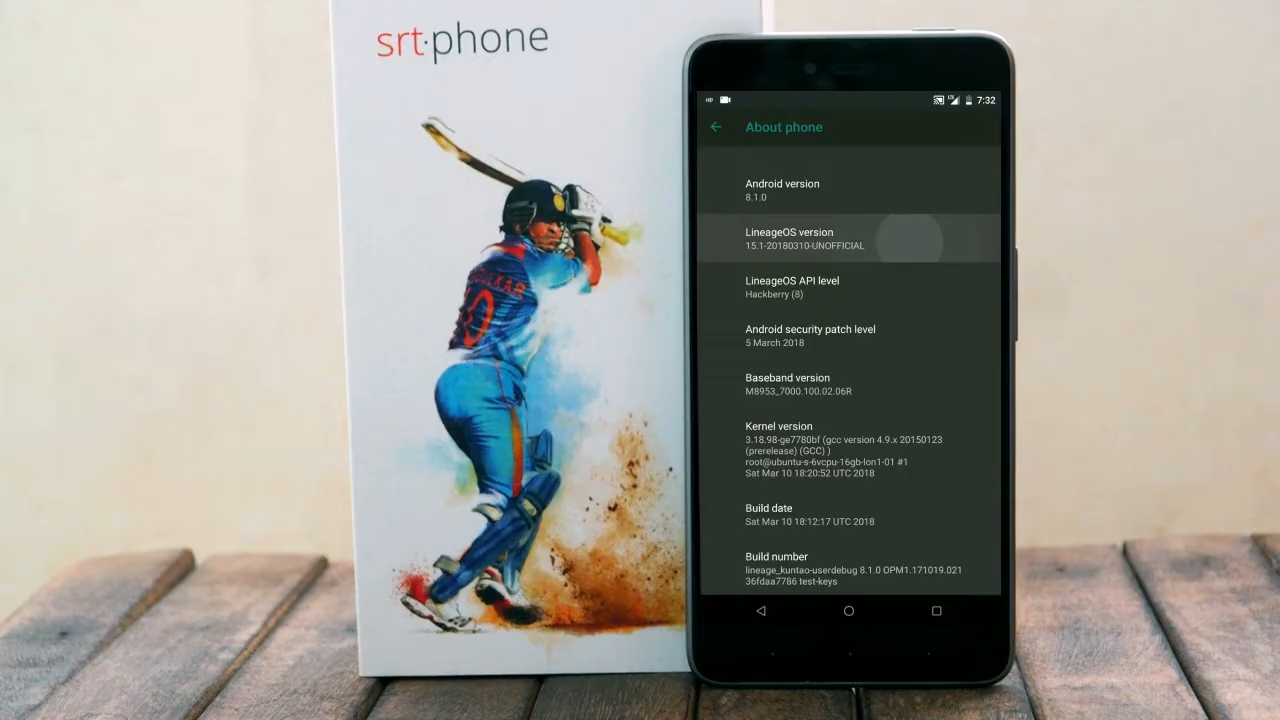 srt·phone
10
HD
LTE
7:32
About phone
Android version
8.1.0
LineageOS version
15.1-20180310-UNOFFICIAL
LineageOS API level
Hackberry (8)
Android security patch level
5 March 2018
Baseband version
M8953_7000.100.02.06R
Kernel version
3.18.98-ge7780bf (gcc version 4.9.x 20150123
(prerelease) (GCC) )
root@ubuntu-s-6vcpu-16gb-lon1-01 #1
Sat Mar 10 18:20:52 UTC 2018
Build date
Sat Mar 10 18:12:17 UTC 2018
Build number
lineage_kuntao-userdebug 8.1.0 OPM1.171019.021
36fdaa7786 test-keys